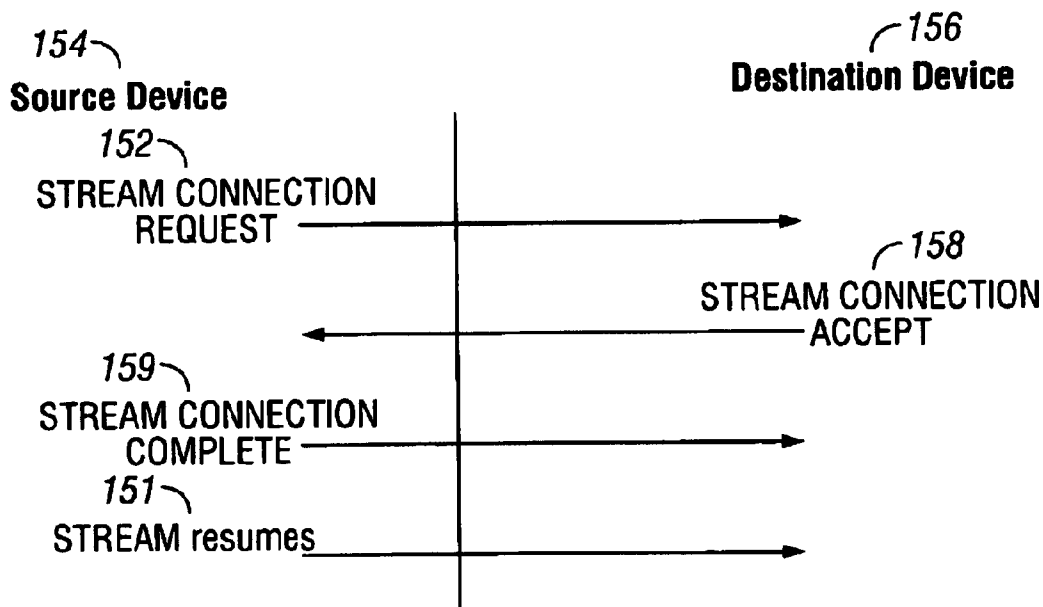 154
Source Device
156
Destination Device
152
STREAM CONNECTION
REQUEST
158
STREAM CONNECTION
ACCEPT
159
STREAM CONNECTION
COMPLETE
151
STREAM resumes